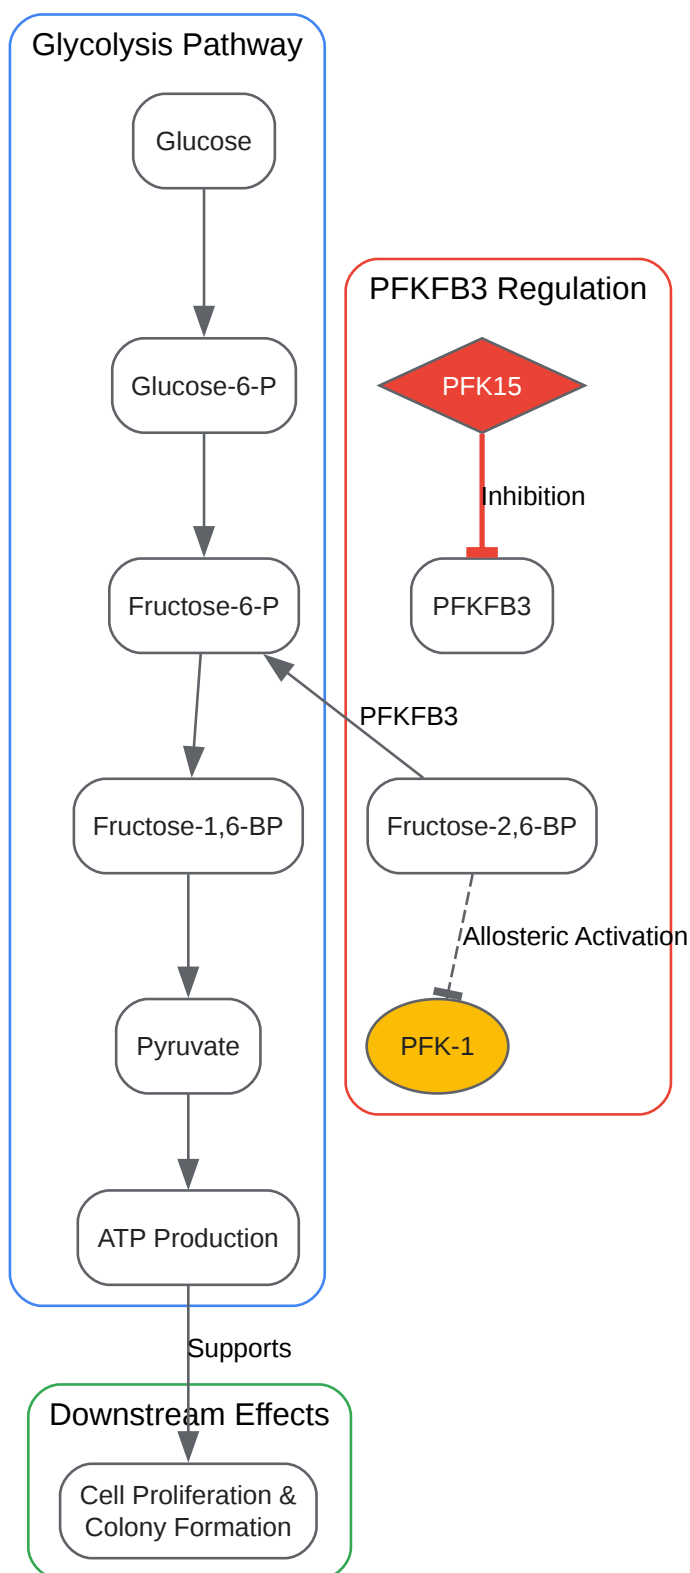 Glycolysis Pathway
Glucose
PFKFB3 Regulation
Glucose-6-P
PFK15
Inhibition
Fructose-6-P
PFKFB3
PFKFB3
Fructose-1,6-BP
Fructose-2,6-BP
Allosteric Activation
Pyruvate
PFK-1
ATP Production
Supports
Downstream Effects
Cell Proliferation &
Colony Formation